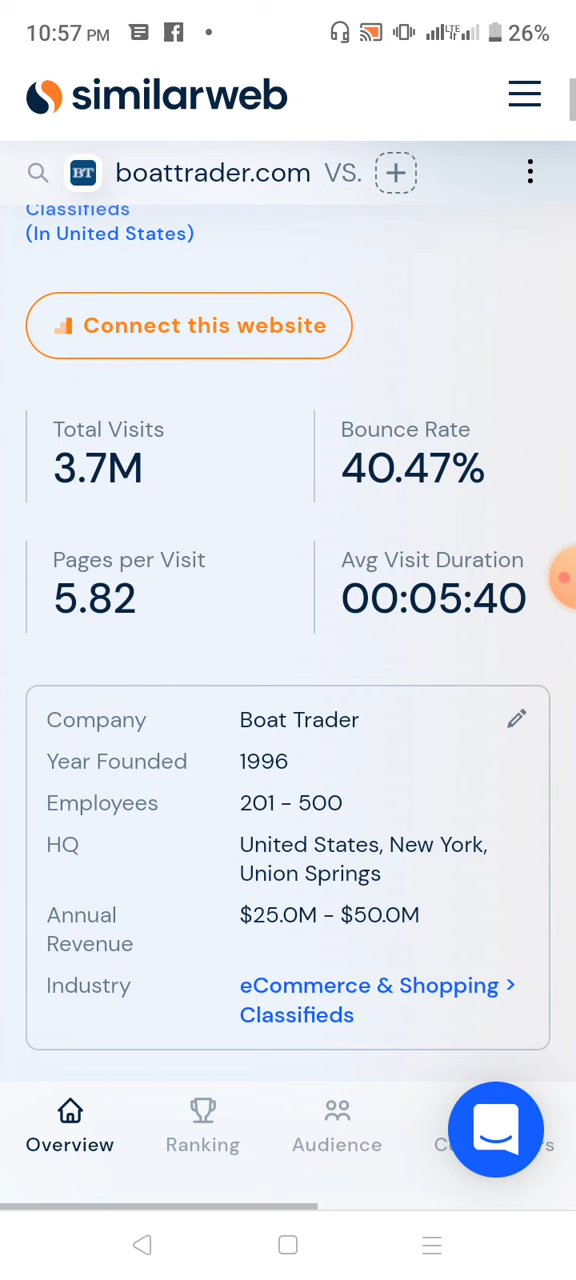 10:57 PM
LTE
26%
similarweb
BT boattrader.com VS. +
Classifieds
(In United States)
Connect this website
Total Visits
3.7M
Bounce Rate
40.47%
Pages per Visit
5.82
Avg Visit Duration
00:05:40
Company Boat Trader
Year Founded 1996
Employees 201 - 500
HQ United States, New York,
Union Springs
Annual $25.0M - $50.0M
Revenue
Industry eCommerce & Shopping >
Classifieds
Overview Ranking Audience